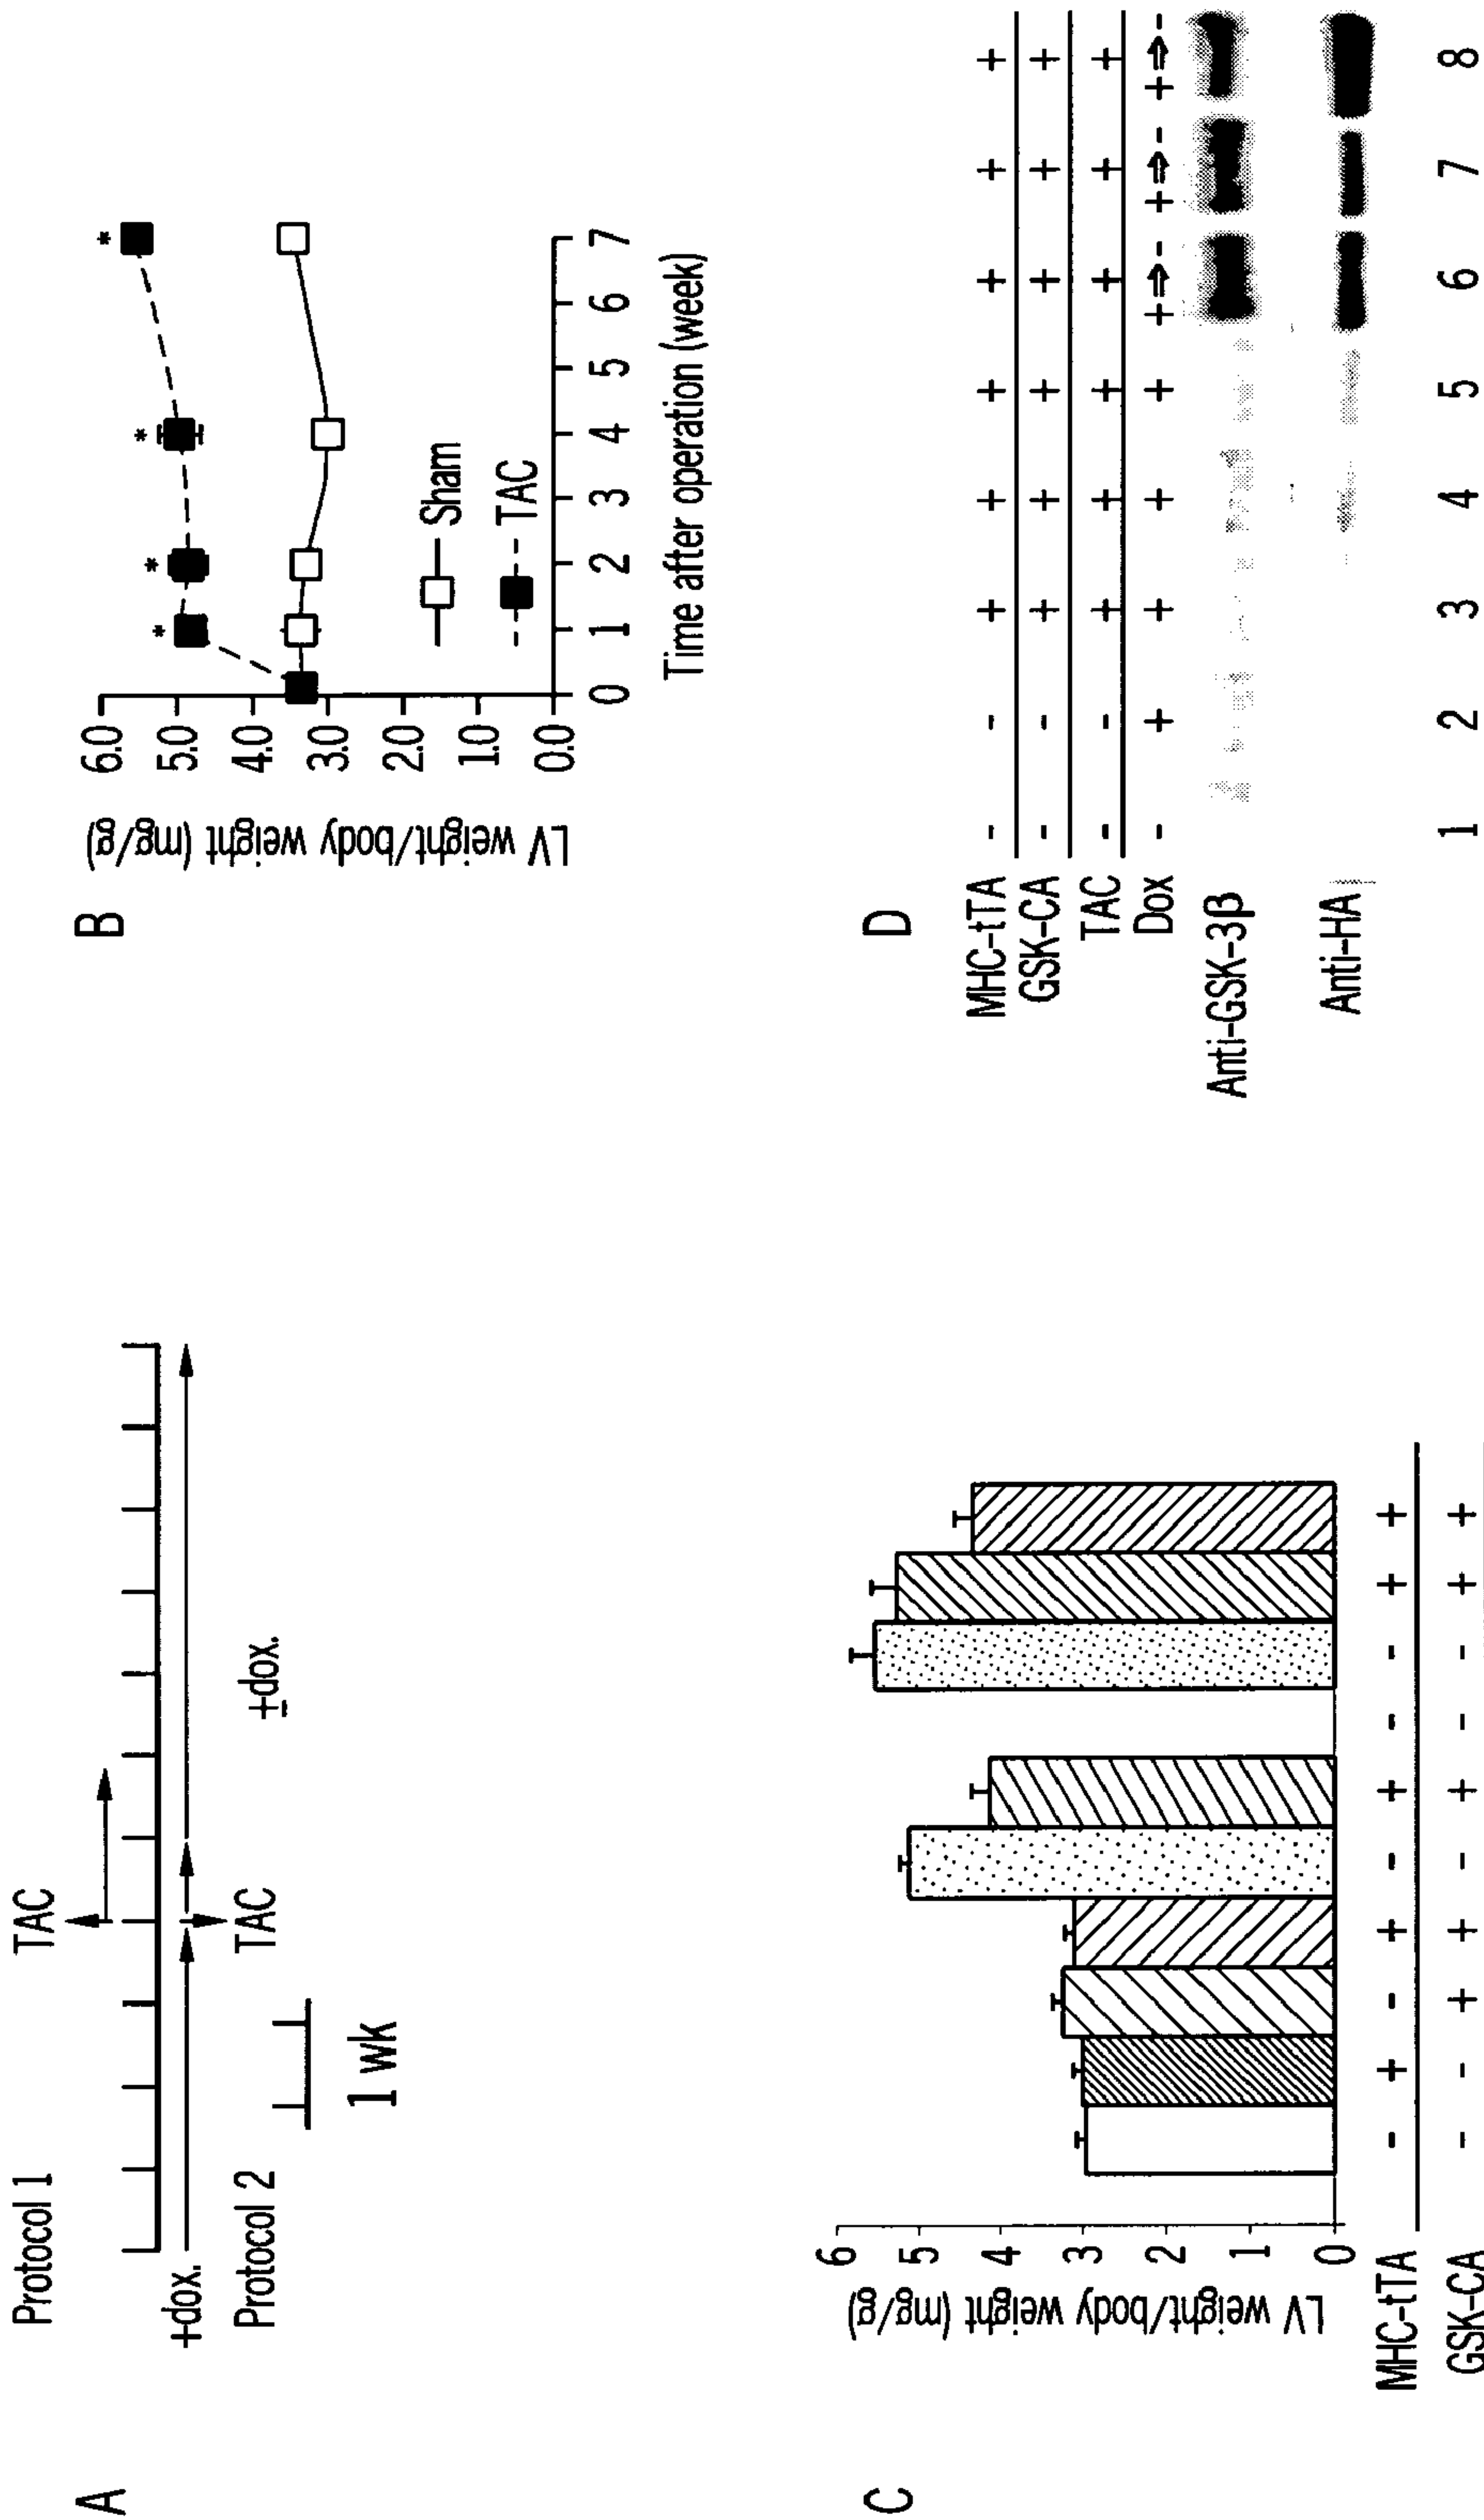 A
Protocol 1
TAC
+dox.
±dox.
Protocol 2
TAC
1 wk
B
LV weight/body weight (mg/g)
6.0
5.0
4.0
3.0
2.0
1.0
0.0
* * * *
Sham
TAC
0 1 2 3 4 5 6 7
Time after operation (week)
C
LV weight/body weight (mg/g)
6
5
4
3
2
1
0
MHC-tTA - + - + - + - - + +
GSK-CA - - + + - + - - + +
D
MHC-tTA - - + + + + + +
GSK-CA - - + + + + + +
TAC - - + + + + + +
Dox - + + + + +⇒- +⇒- +⇒-
Anti-GSK-3β
Anti-HA
1 2 3 4 5 6 7 8